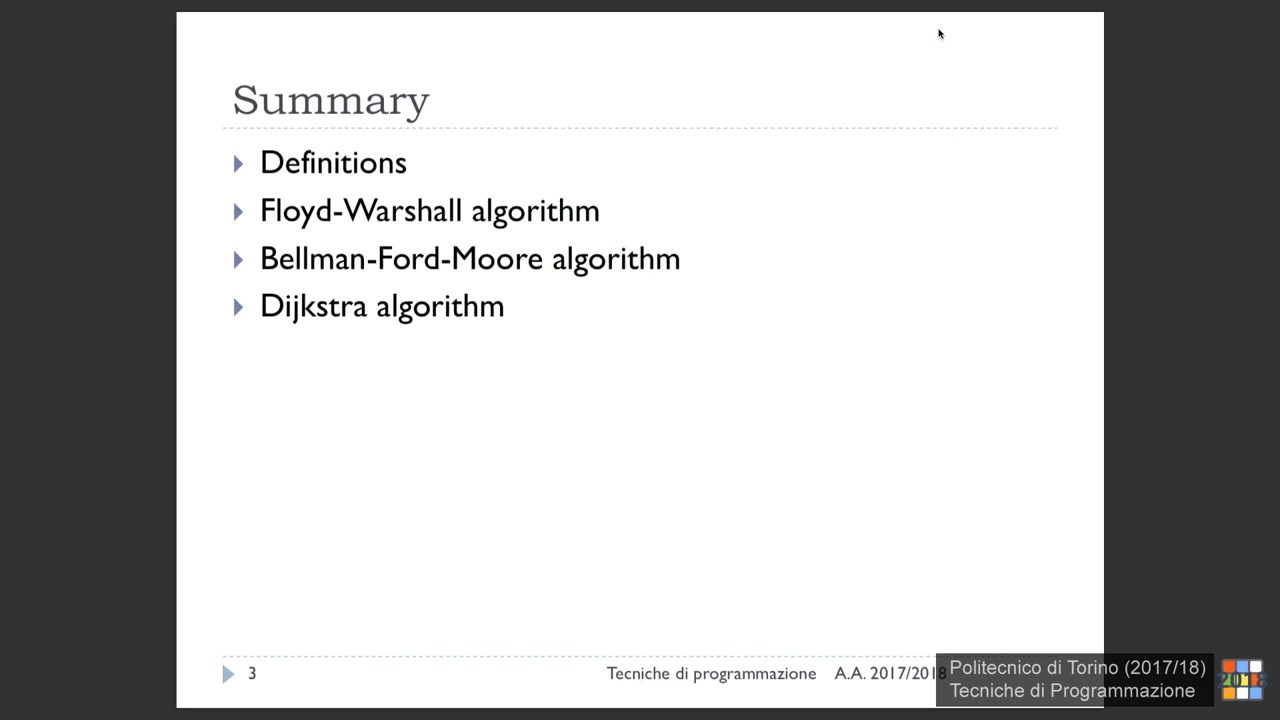 Summary
Definitions
Floyd-Warshall algorithm
Bellman-Ford-Moore algorithm
Dijkstra algorithm
3
Tecniche di programmazione A.A. 2017/2018
Politecnico di Torino (2017/18)
Tecniche di Programmazione
2018